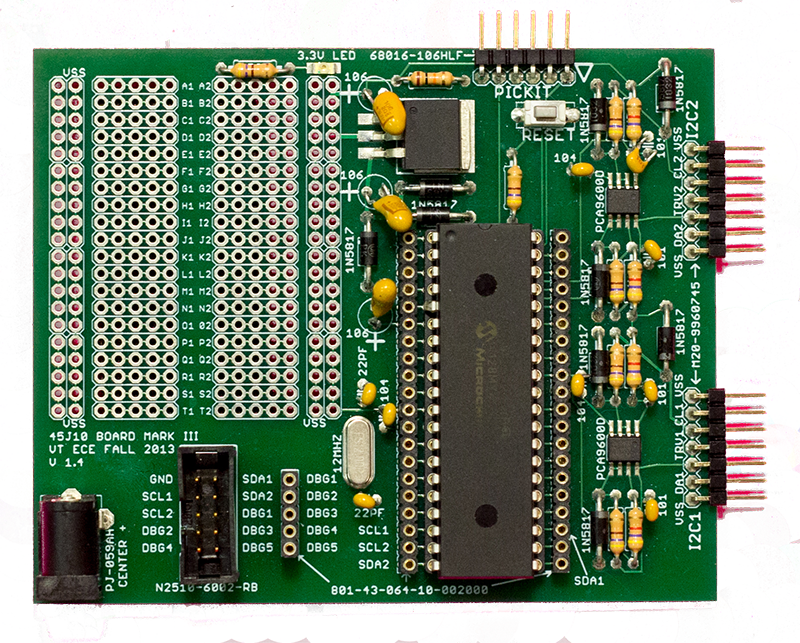 3.3V LED 68016-106HLF
PICKIT
RESET
VSS VSS
106
106
106
A1 A2
B1 B2
C1 C2
D1 D2
E1 E2
F1 F2
G1 G2
H1 H2
I1 I2
J1 J2
K1 K2
L1 L2
M1 M2
N1 N2
O1 O2
P1 P2
Q1 Q2
R1 R2
S1 S2
T1 T2
VSS VSS
1N5817
1N5817
1N5817
1N5817
104
101
PCA9600D
I2C2
VSS DA2 TRV2 CL2 VSS
1N5817
101
M20-9960745
1N5817
1N5817
101
101
PCA9600D
VSS DA1 TRV1 CL1 VSS
I2C1
1N5817
101
22PF
104
12MHZ
22PF
MICROCHIP
45J10 BOARD MARK III
VT ECE FALL 2013
V 1.4
GND
SCL1
SCL2
DBG2
DBG4
SDA1
SDA2
DBG1
DBG3
DBG5
DBG1
DBG2
DBG3
DBG4
DBG5
SCL1
SCL2
SDA2
SDA1
PJ-059AH
CENTER +
N2510-6002-RB
801-43-064-10-002000